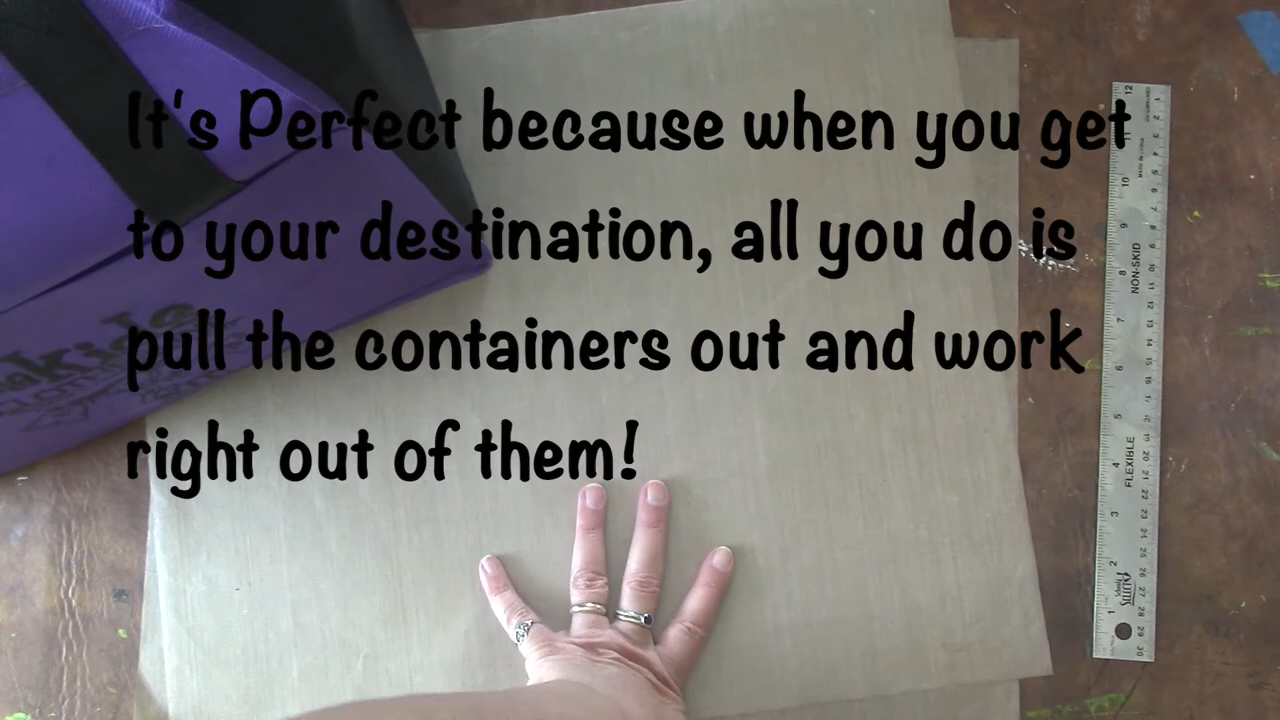 It's Perfect because when you get
to your destination, all you do is
pull the containers out and work
right out of them!
NON-SKID
FLEXIBLE